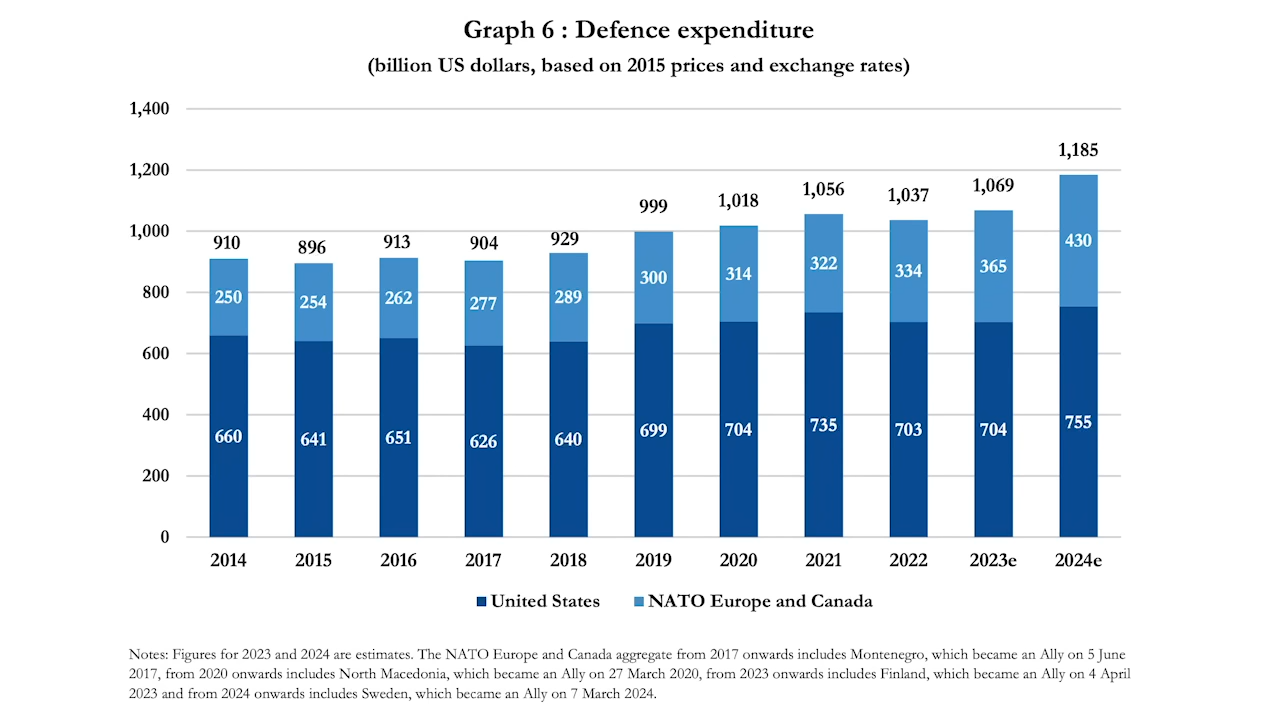 Graph 6 : Defence expenditure
(billion US dollars, based on 2015 prices and exchange rates)
1,400
1,200
1,000
800
600
400
200
0
910 896 913 904 929 999 1,018 1,056 1,037 1,069 1,185
250 254 262 277 289 300 314 322 334 365 430
660 641 651 626 640 699 704 735 703 704 755
2014 2015 2016 2017 2018 2019 2020 2021 2022 2023e 2024e
United States NATO Europe and Canada
Notes: Figures for 2023 and 2024 are estimates. The NATO Europe and Canada aggregate from 2017 onwards includes Montenegro, which became an Ally on 5 June
2017, from 2020 onwards includes North Macedonia, which became an Ally on 27 March 2020, from 2023 onwards includes Finland, which became an Ally on 4 April
2023 and from 2024 onwards includes Sweden, which became an Ally on 7 March 2024.